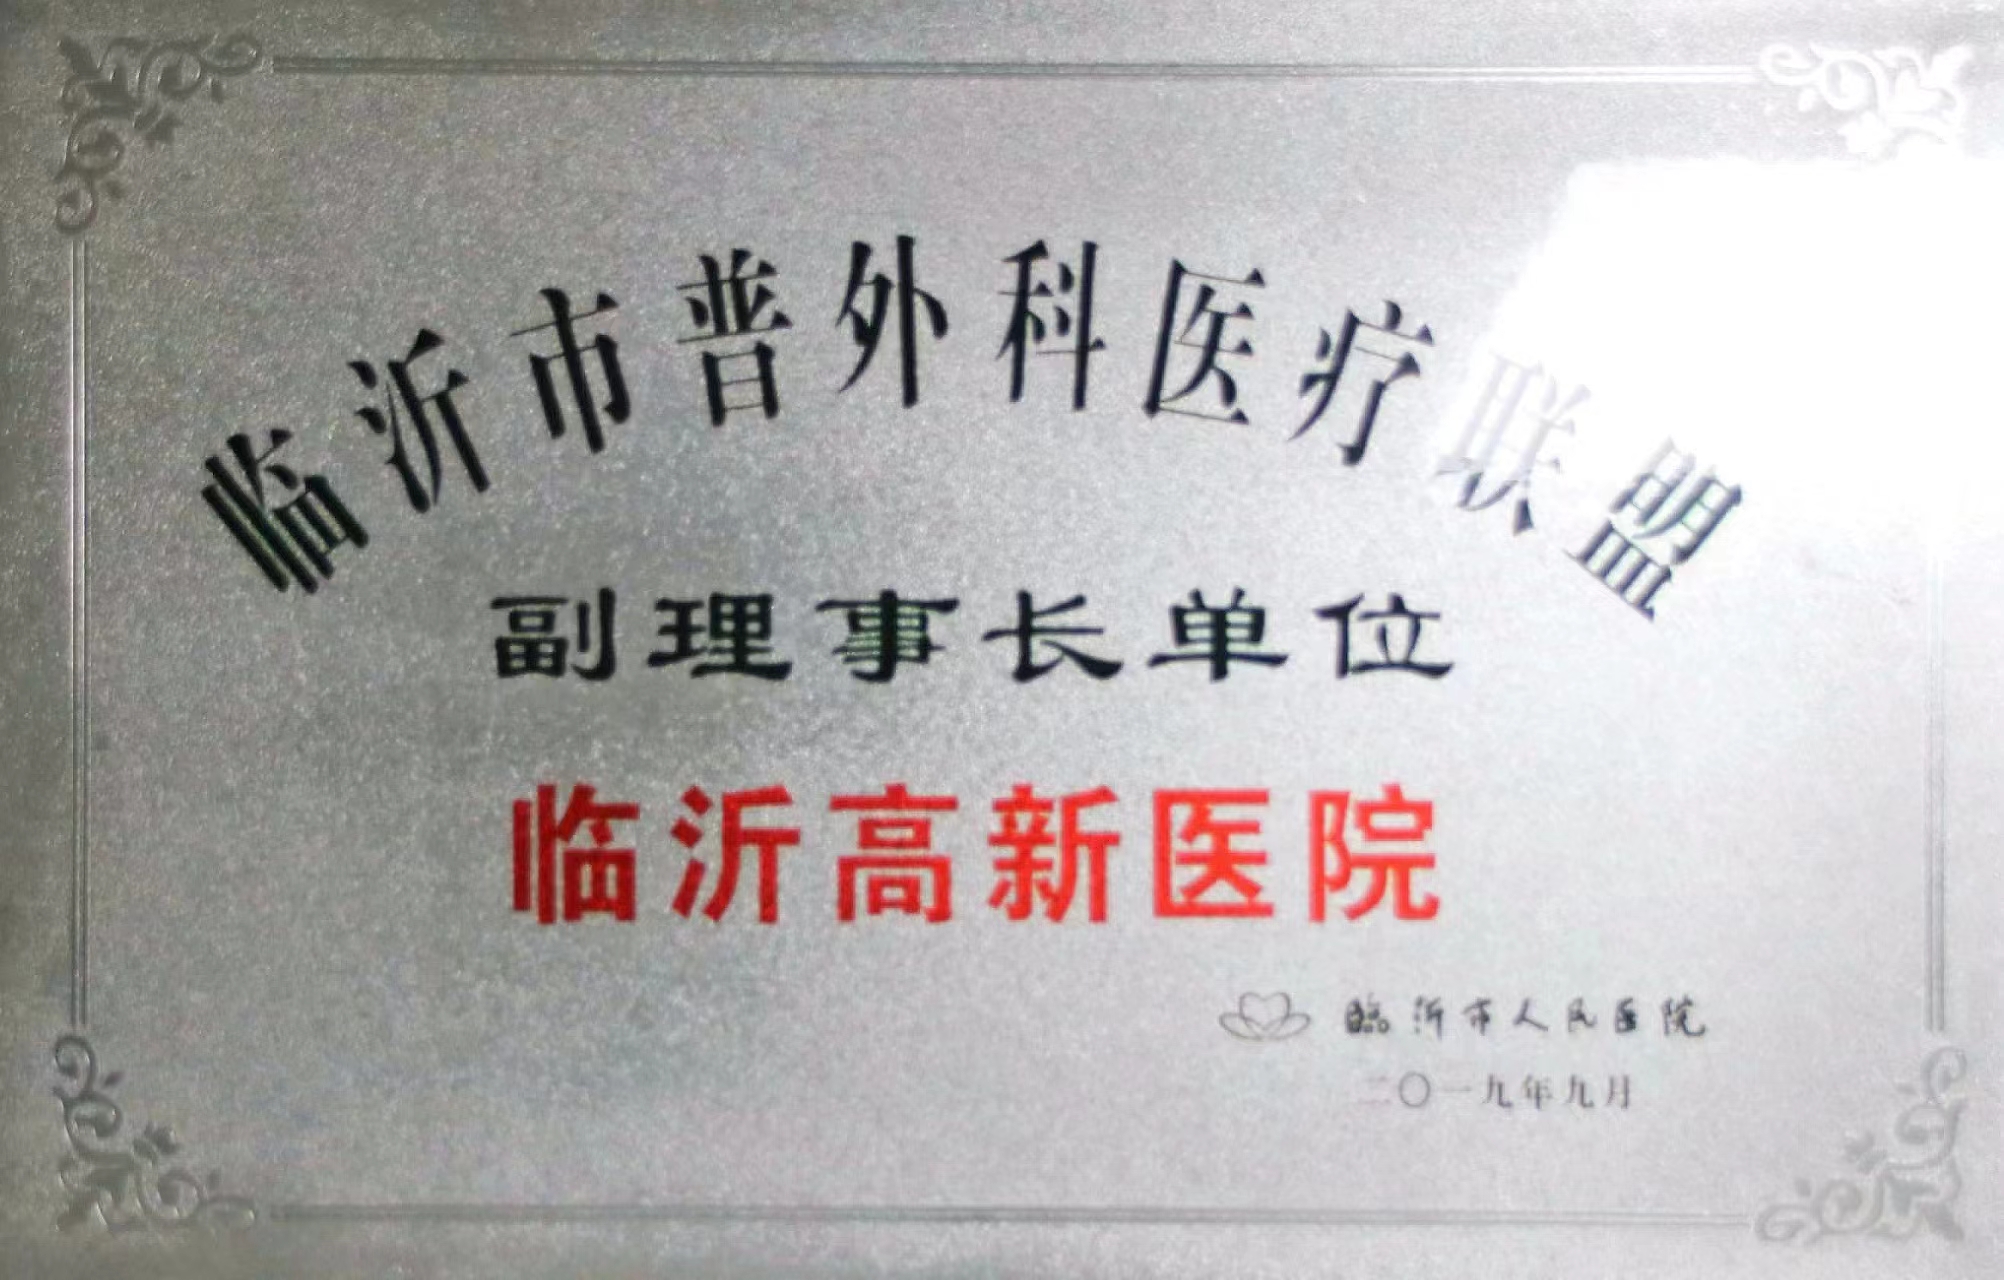 临沂市普外科医疗联盟
副理事长单位
临沂高新医院
临沂市人民医院
二〇一九年九月